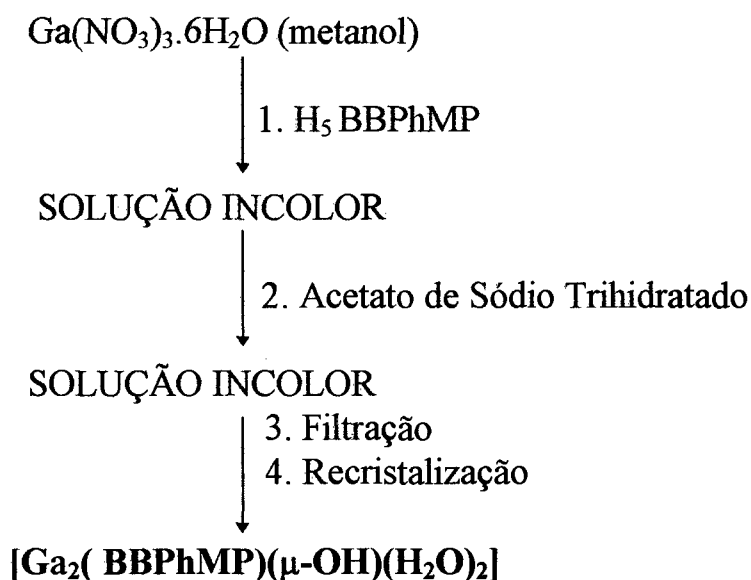 Ga(NO₃)₃.6H₂O (metanol)
1. H₅ BBPhMP
SOLUÇÃO INCOLOR
2. Acetato de Sódio Trihidratado
SOLUÇÃO INCOLOR
3. Filtração
4. Recristalização
[Ga₂( BBPhMP)(μ-OH)(H₂O)₂]